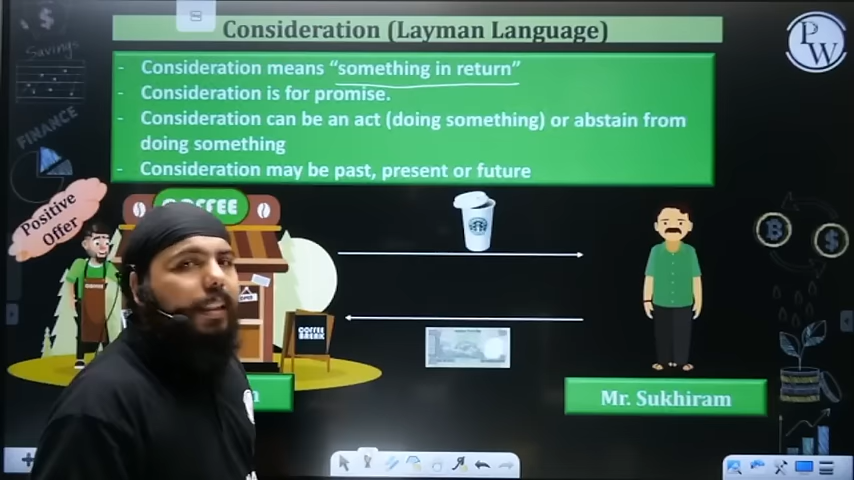 Consideration (Layman Language)
P
W
Savings
- Consideration means "something in return"
- Consideration is for promise.
- Consideration can be an act (doing something) or abstain from
doing something
- Consideration may be past, present or future
FINANCE
COFFEE
Positive
Offer
OPEN
COFFEE
BREAK
Mr. Sukhiram